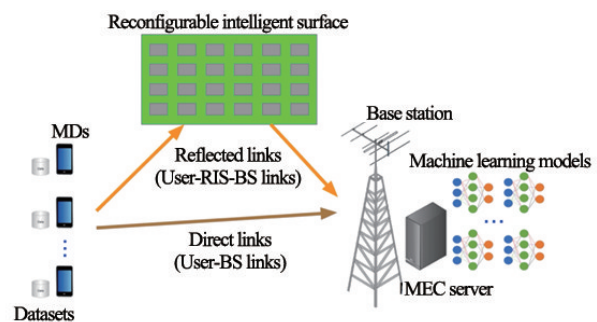 Reconfigurable intelligent surface
MDs
Base station
Reflected links
(User-RIS-BS links)
Machine learning models
Direct links
(User-BS links)
MEC server
Datasets